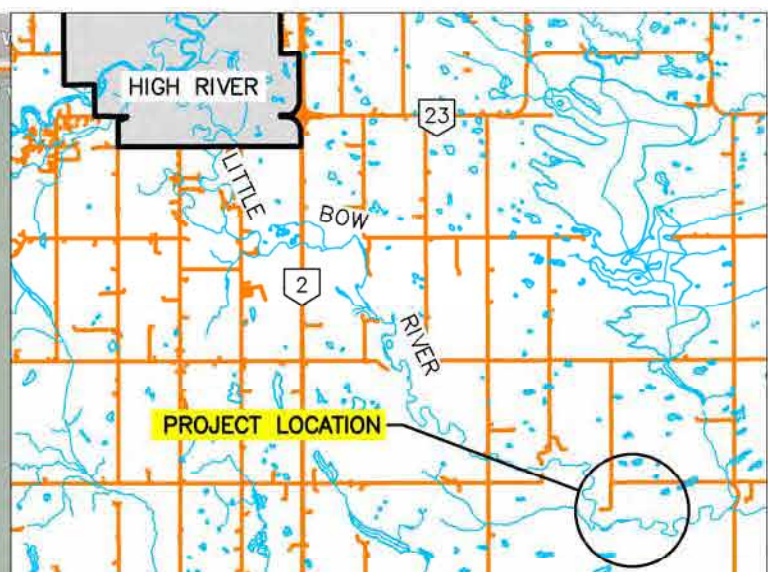 HIGH RIVER
23
LITTLE
BOW
2
RIVER
PROJECT LOCATION